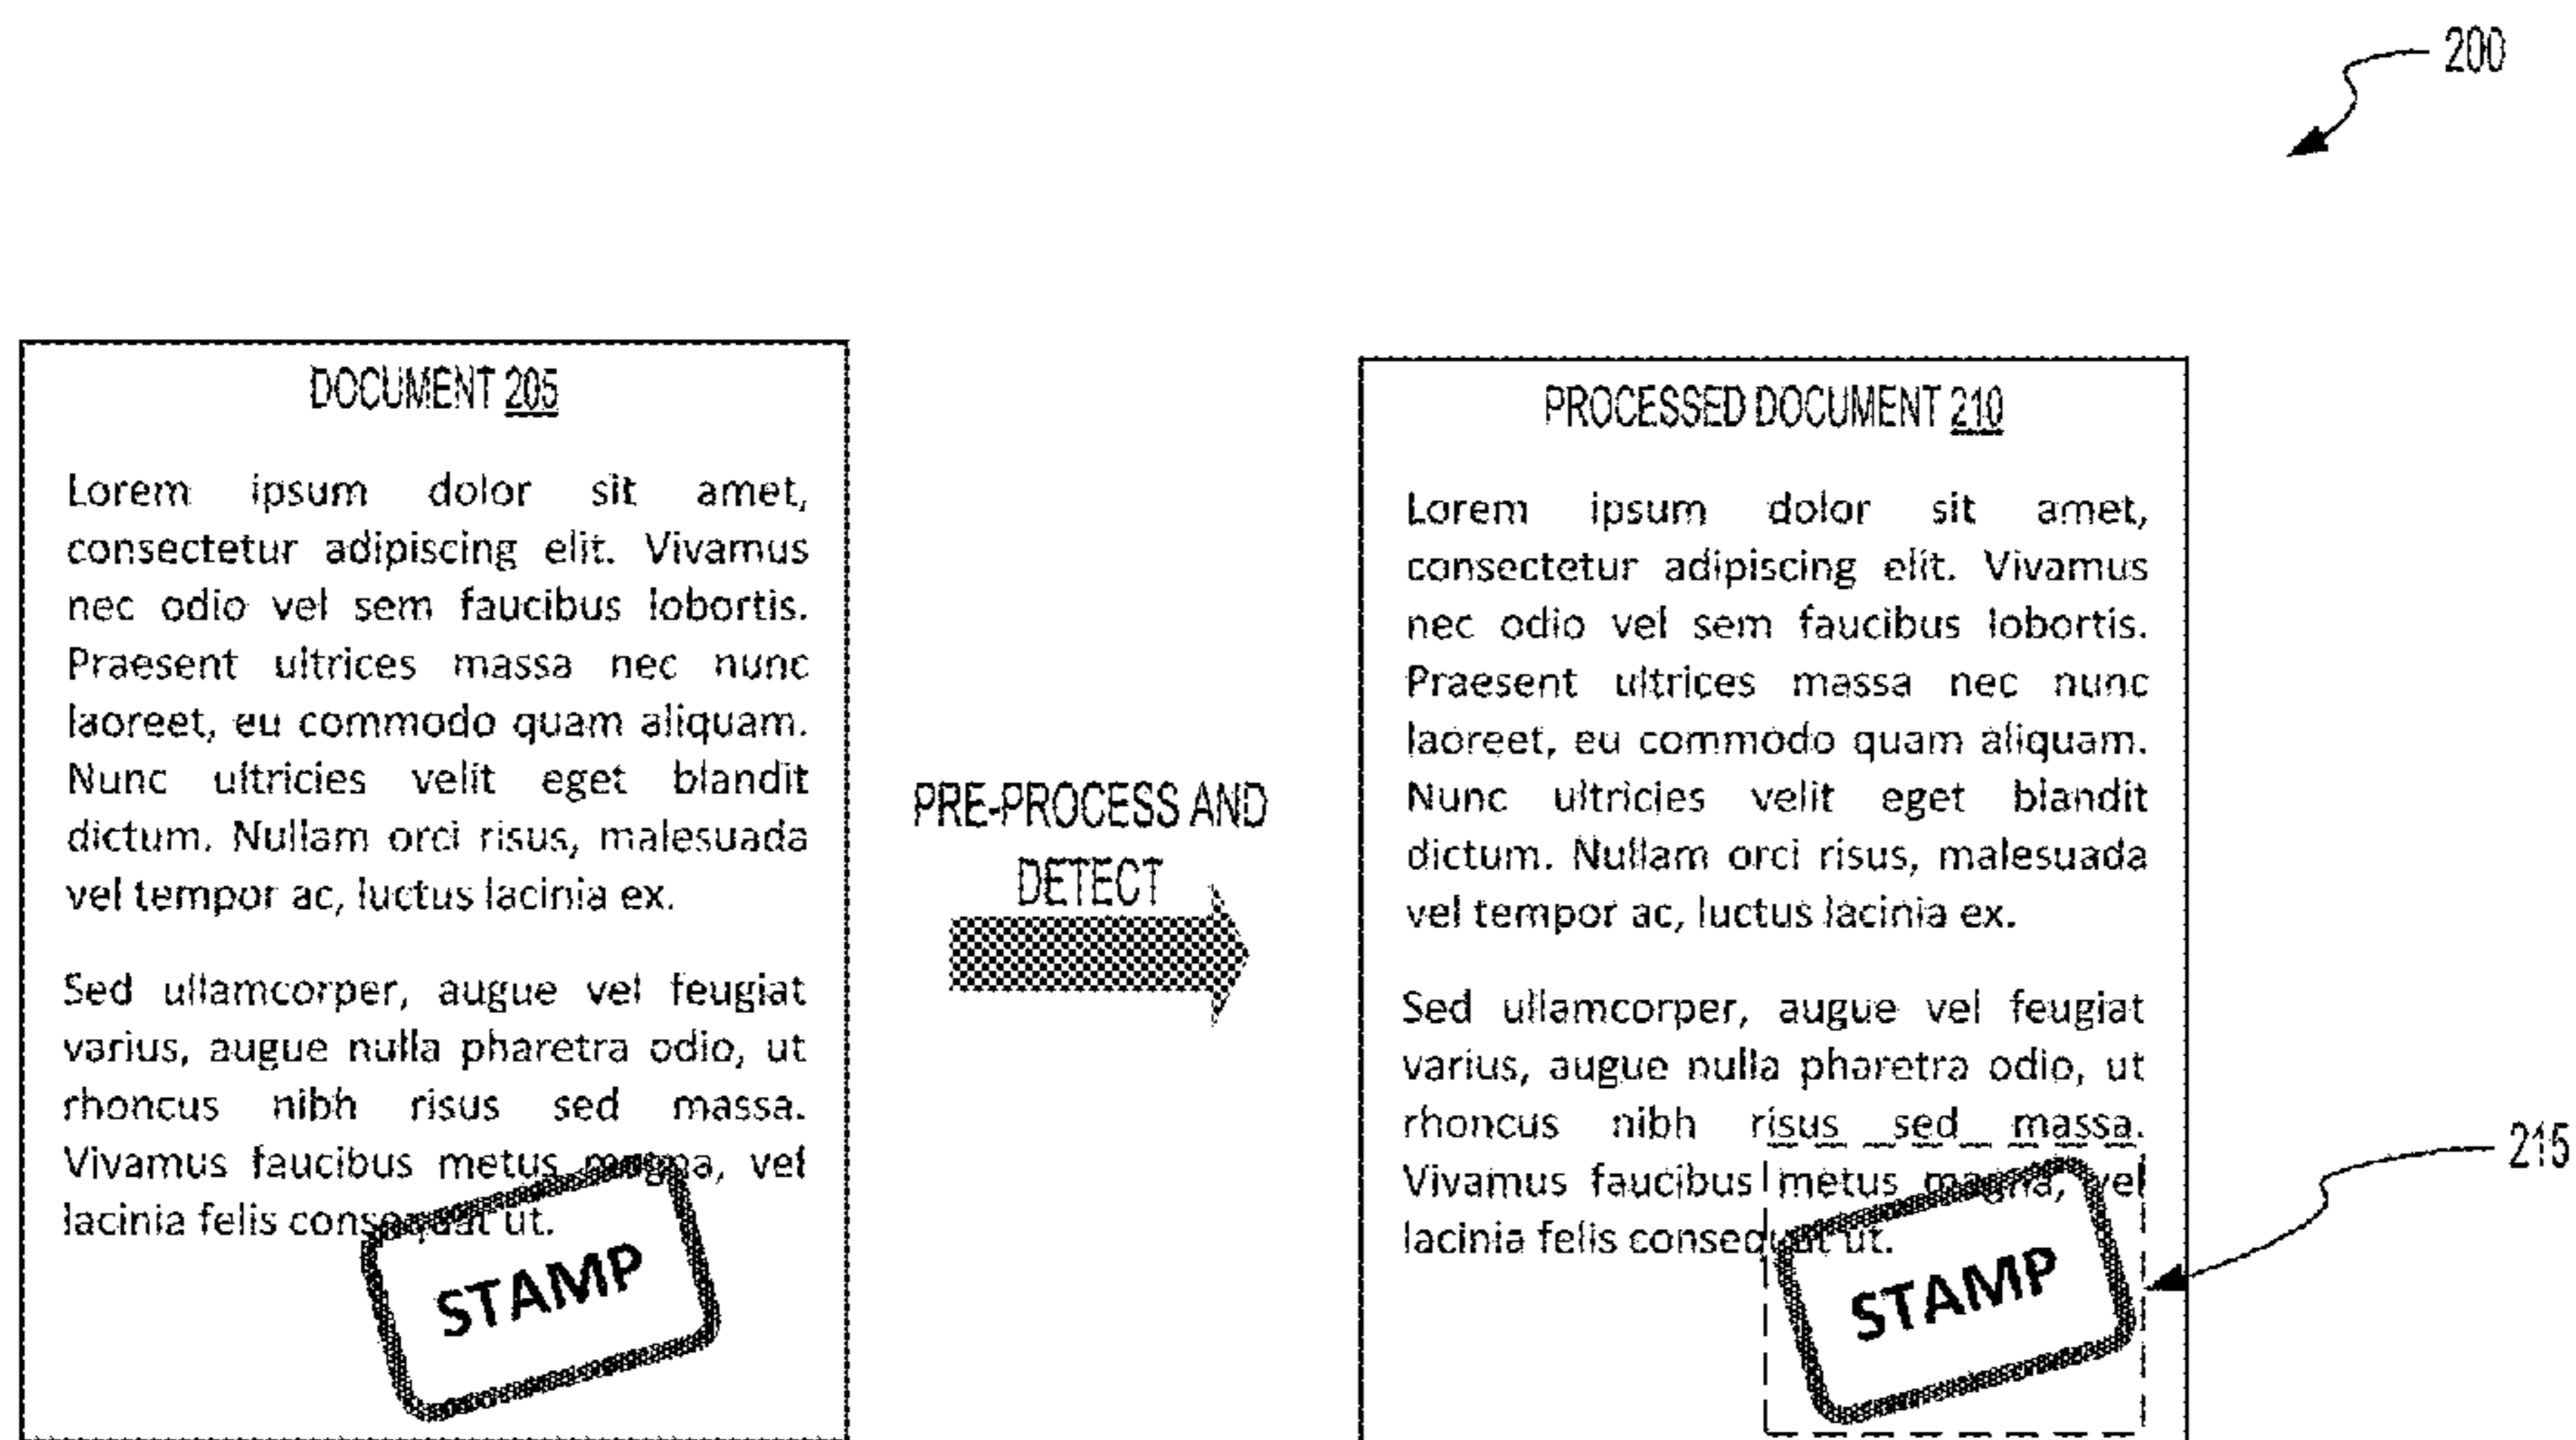 200
DOCUMENT 205
Lorem ipsum dolor sit amet,
consectetur adipiscing elit. Vivamus
nec odio vel sem faucibus lobortis.
Praesent ultrices massa nec nunc
laoreet, eu commodo quam aliquam.
Nunc ultricies velit eget blandit
dictum. Nullam orci risus, malesuada
vel tempor ac, luctus lacinia ex.
Sed ullamcorper, augue vel feugiat
varius, augue nulla pharetra odio, ut
rhoncus nibh risus sed massa.
Vivamus faucibus metus magna, vel
lacinia felis consequat ut.
STAMP
PRE-PROCESS AND
DETECT
PROCESSED DOCUMENT 210
Lorem ipsum dolor sit amet,
consectetur adipiscing elit. Vivamus
nec odio vel sem faucibus lobortis.
Praesent ultrices massa nec nunc
laoreet, eu commodo quam aliquam.
Nunc ultricies velit eget blandit
dictum. Nullam orci risus, malesuada
vel tempor ac, luctus lacinia ex.
Sed ullamcorper, augue vel feugiat
varius, augue nulla pharetra odio, ut
rhoncus nibh risus sed massa.
Vivamus faucibus metus magna, vel
lacinia felis consequat ut.
STAMP
215